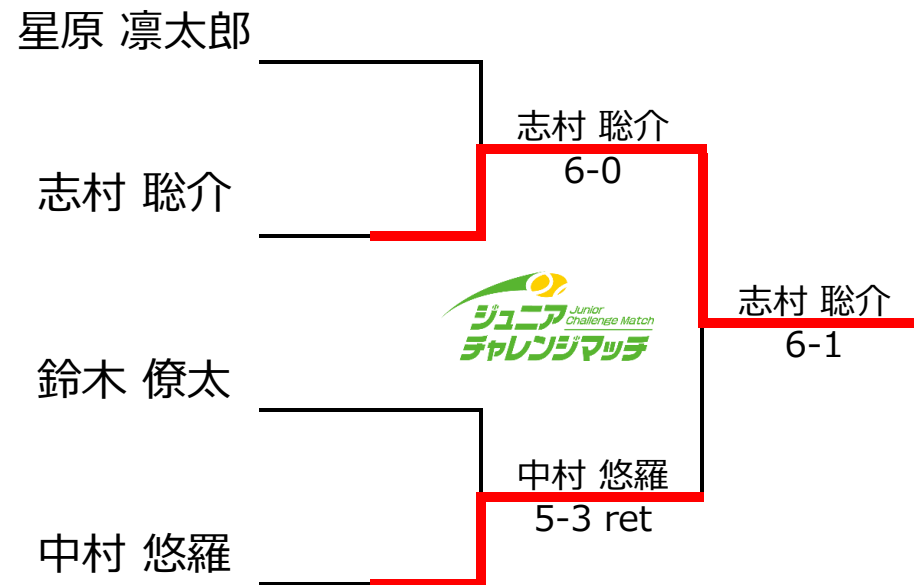 星原 凛太郎
志村 聡介
6-0
志村 聡介
ジュニア
Junior
Challenge Match
チャレンジマッチ
志村 聡介
6-1
鈴木 僚太
中村 悠羅
5-3 ret
中村 悠羅